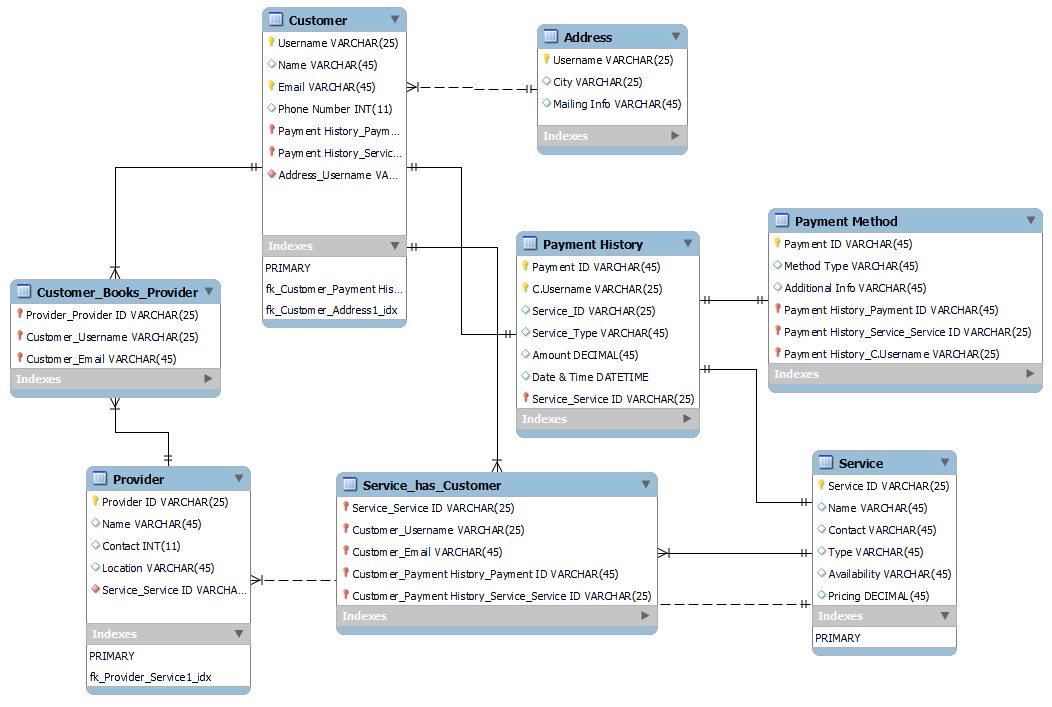 Customer
Username VARCHAR(25)
Name VARCHAR(45)
Email VARCHAR(45)
Phone Number INT(11)
Payment History_Paym...
Payment History_Servic...
Address_Username VA...
Indexes
PRIMARY
fk_Customer_Payment His...
fk_Customer_Address1_idx
Address
Username VARCHAR(25)
City VARCHAR(25)
Mailing Info VARCHAR(45)
Indexes
Payment History
Payment ID VARCHAR(45)
C.Username VARCHAR(25)
Service_ID VARCHAR(25)
Service_Type VARCHAR(45)
Amount DECIMAL(45)
Date & Time DATETIME
Service_Service ID VARCHAR(25)
Indexes
Payment Method
Payment ID VARCHAR(45)
Method Type VARCHAR(45)
Additional Info VARCHAR(45)
Payment History_Payment ID VARCHAR(45)
Payment History_Service_Service ID VARCHAR(25)
Payment History_C.Username VARCHAR(25)
Indexes
Customer_Books_Provider
Provider_Provider ID VARCHAR(25)
Customer_Username VARCHAR(25)
Customer_Email VARCHAR(45)
Indexes
Provider
Provider ID VARCHAR(25)
Name VARCHAR(45)
Contact INT(11)
Location VARCHAR(45)
Service_Service ID VARCHA...
Indexes
PRIMARY
fk_Provider_Service1_idx
Service_has_Customer
Service_Service ID VARCHAR(25)
Customer_Username VARCHAR(25)
Customer_Email VARCHAR(45)
Customer_Payment History_Payment ID VARCHAR(45)
Customer_Payment History_Service_Service ID VARCHAR(25)
Indexes
Service
Service ID VARCHAR(25)
Name VARCHAR(45)
Contact VARCHAR(45)
Type VARCHAR(45)
Availability VARCHAR(45)
Pricing DECIMAL(45)
Indexes
PRIMARY